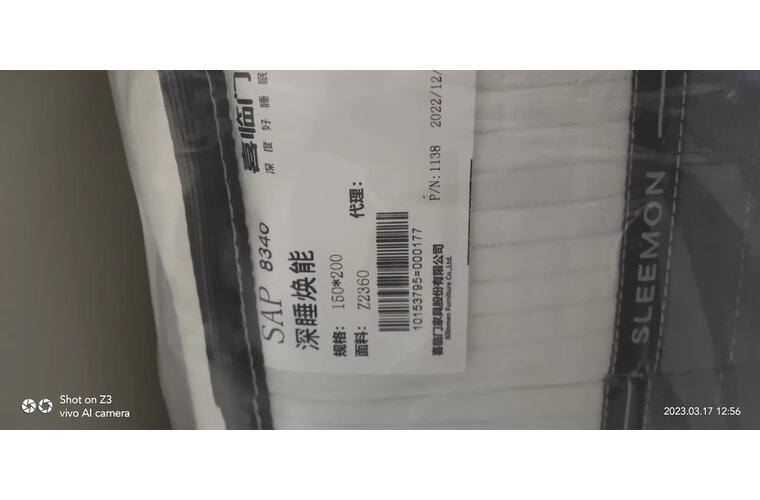 喜临门
深度好睡眠
SAP 8340
深睡焕能
规格: 150*200
面料: Z2360
代理:
10153795=000177
喜临门家具股份有限公司
Xilinmen Furniture Co.,Ltd.
P/N:1138 2022/12/
SLEEMON
Shot on Z3
vivo AI camera
2023.03.17 12:56